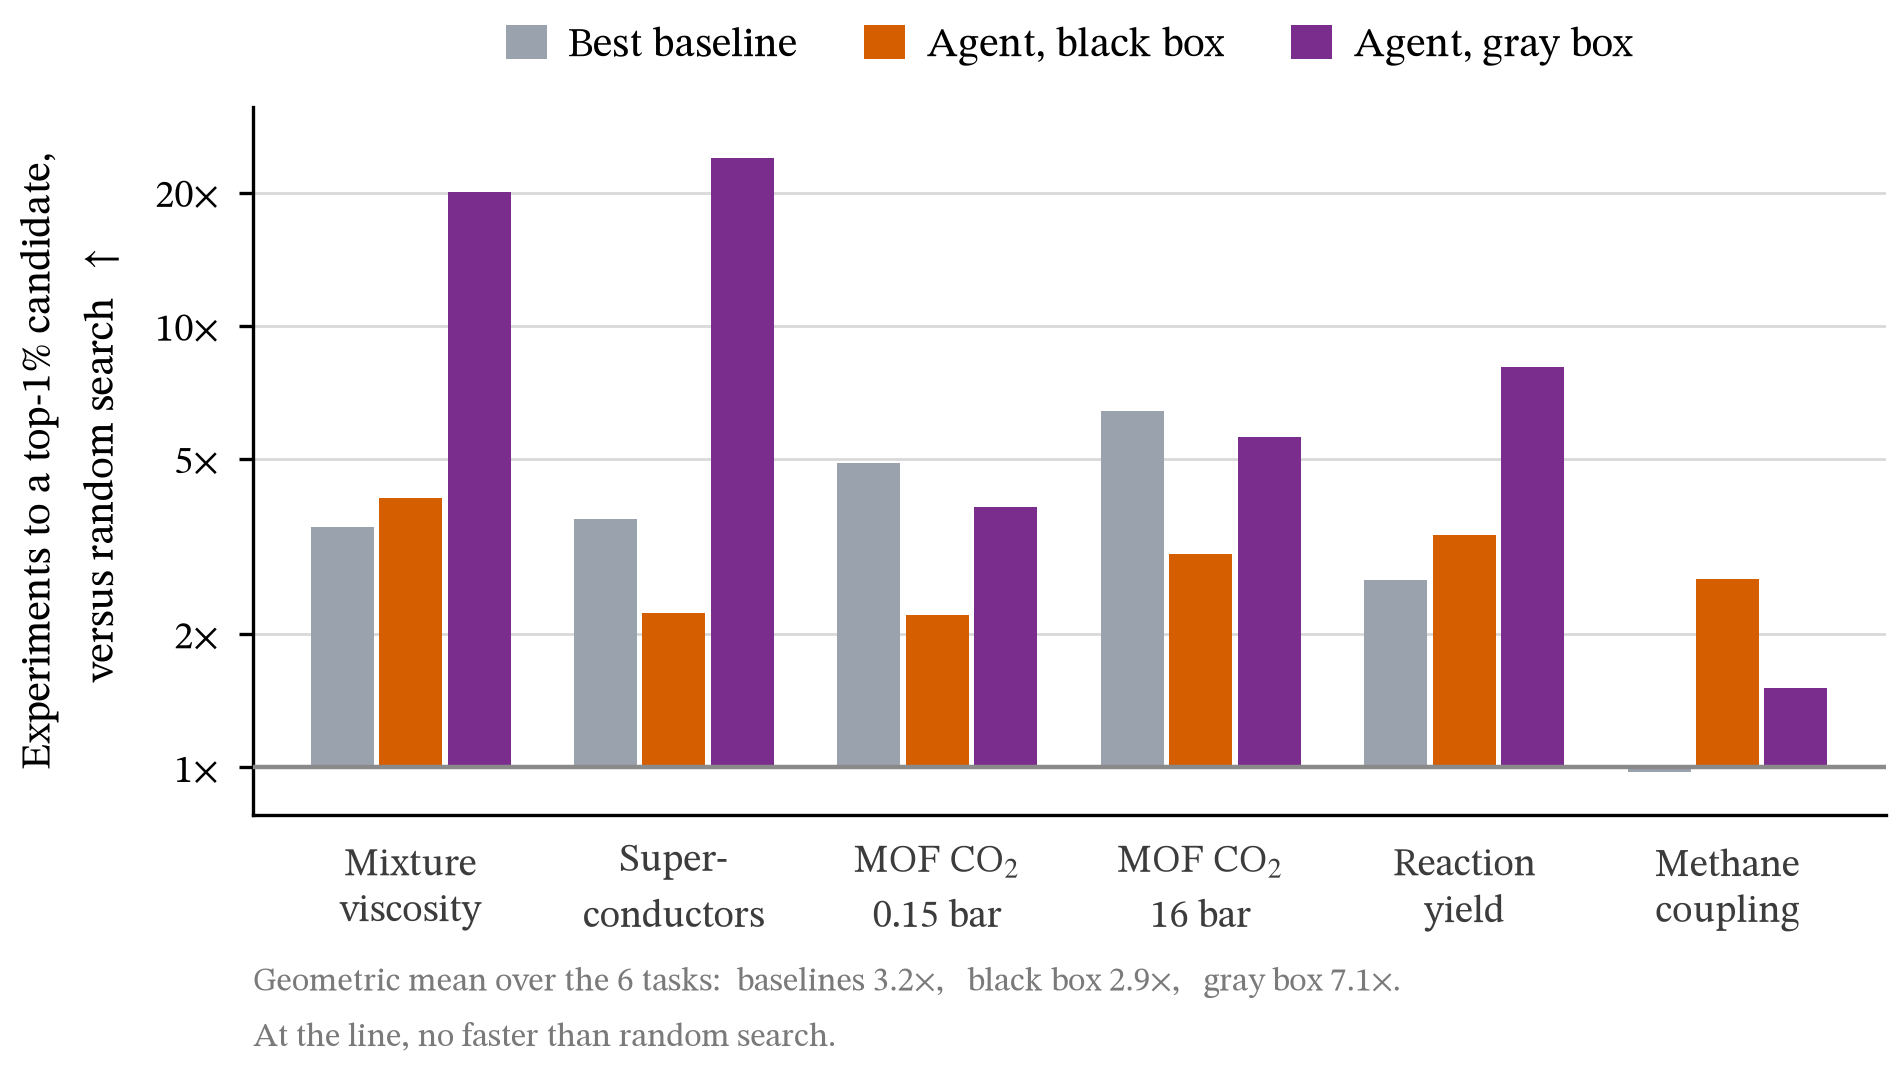 Best baseline
Agent, black box
Agent, gray box
Experiments to a top-1% candidate,
versus random search ↑
20×
10×
5×
2×
1×
Mixture
viscosity
Super-
conductors
MOF CO₂
0.15 bar
MOF CO₂
16 bar
Reaction
yield
Methane
coupling
Geometric mean over the 6 tasks: baselines 3.2×, black box 2.9×, gray box 7.1×.
At the line, no faster than random search.